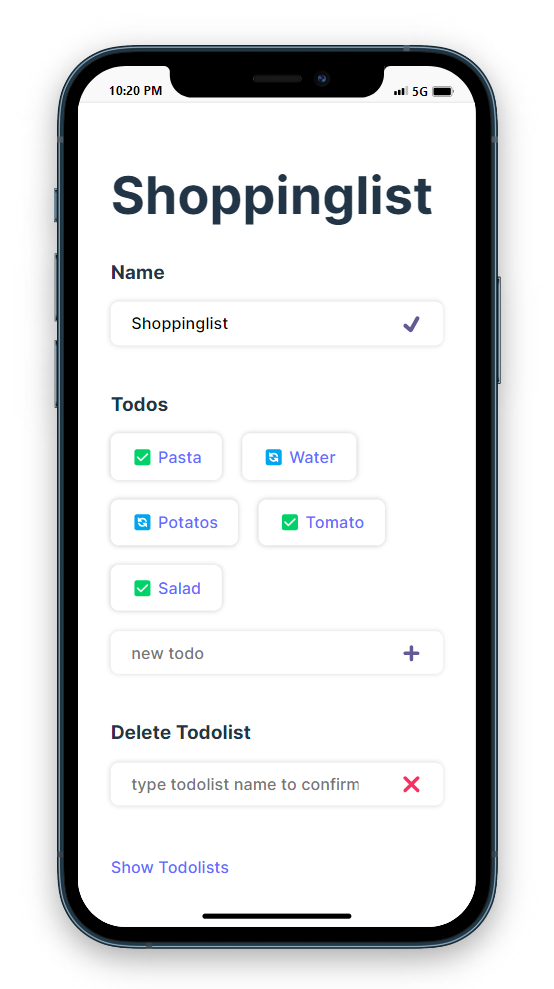 10:20 PM 5G
Shoppinglist
Name
Shoppinglist
Todos
Pasta Water
Potatos Tomato
Salad
new todo
Delete Todolist
type todolist name to confirm
Show Todolists